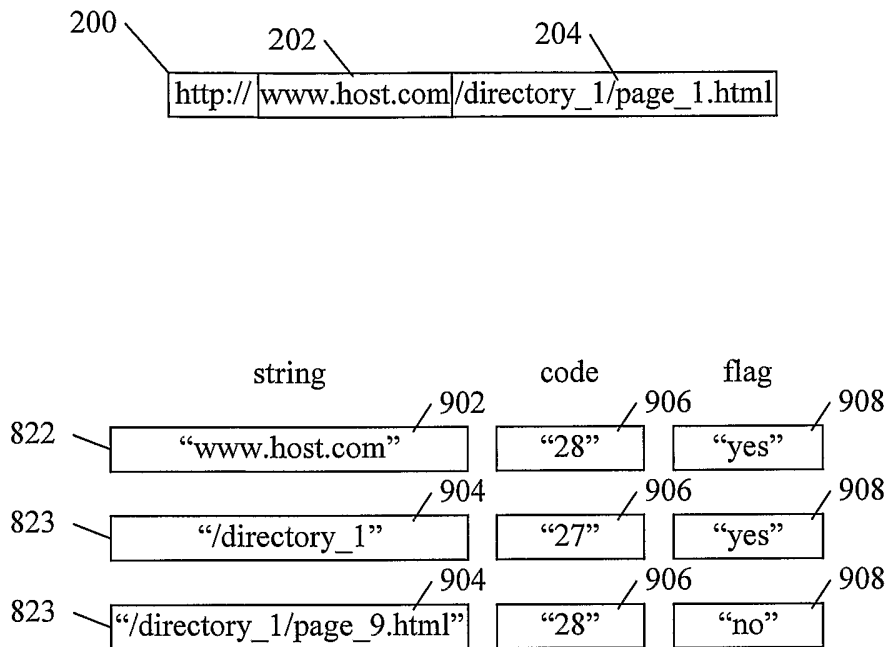 200
202
204
http:// www.host.com /directory_1/page_1.html
string code flag
902 906 908
822 “www.host.com” “28” “yes”
904 906 908
823 “/directory_1” “27” “yes”
904 906 908
823 “/directory_1/page_9.html” “28” “no”